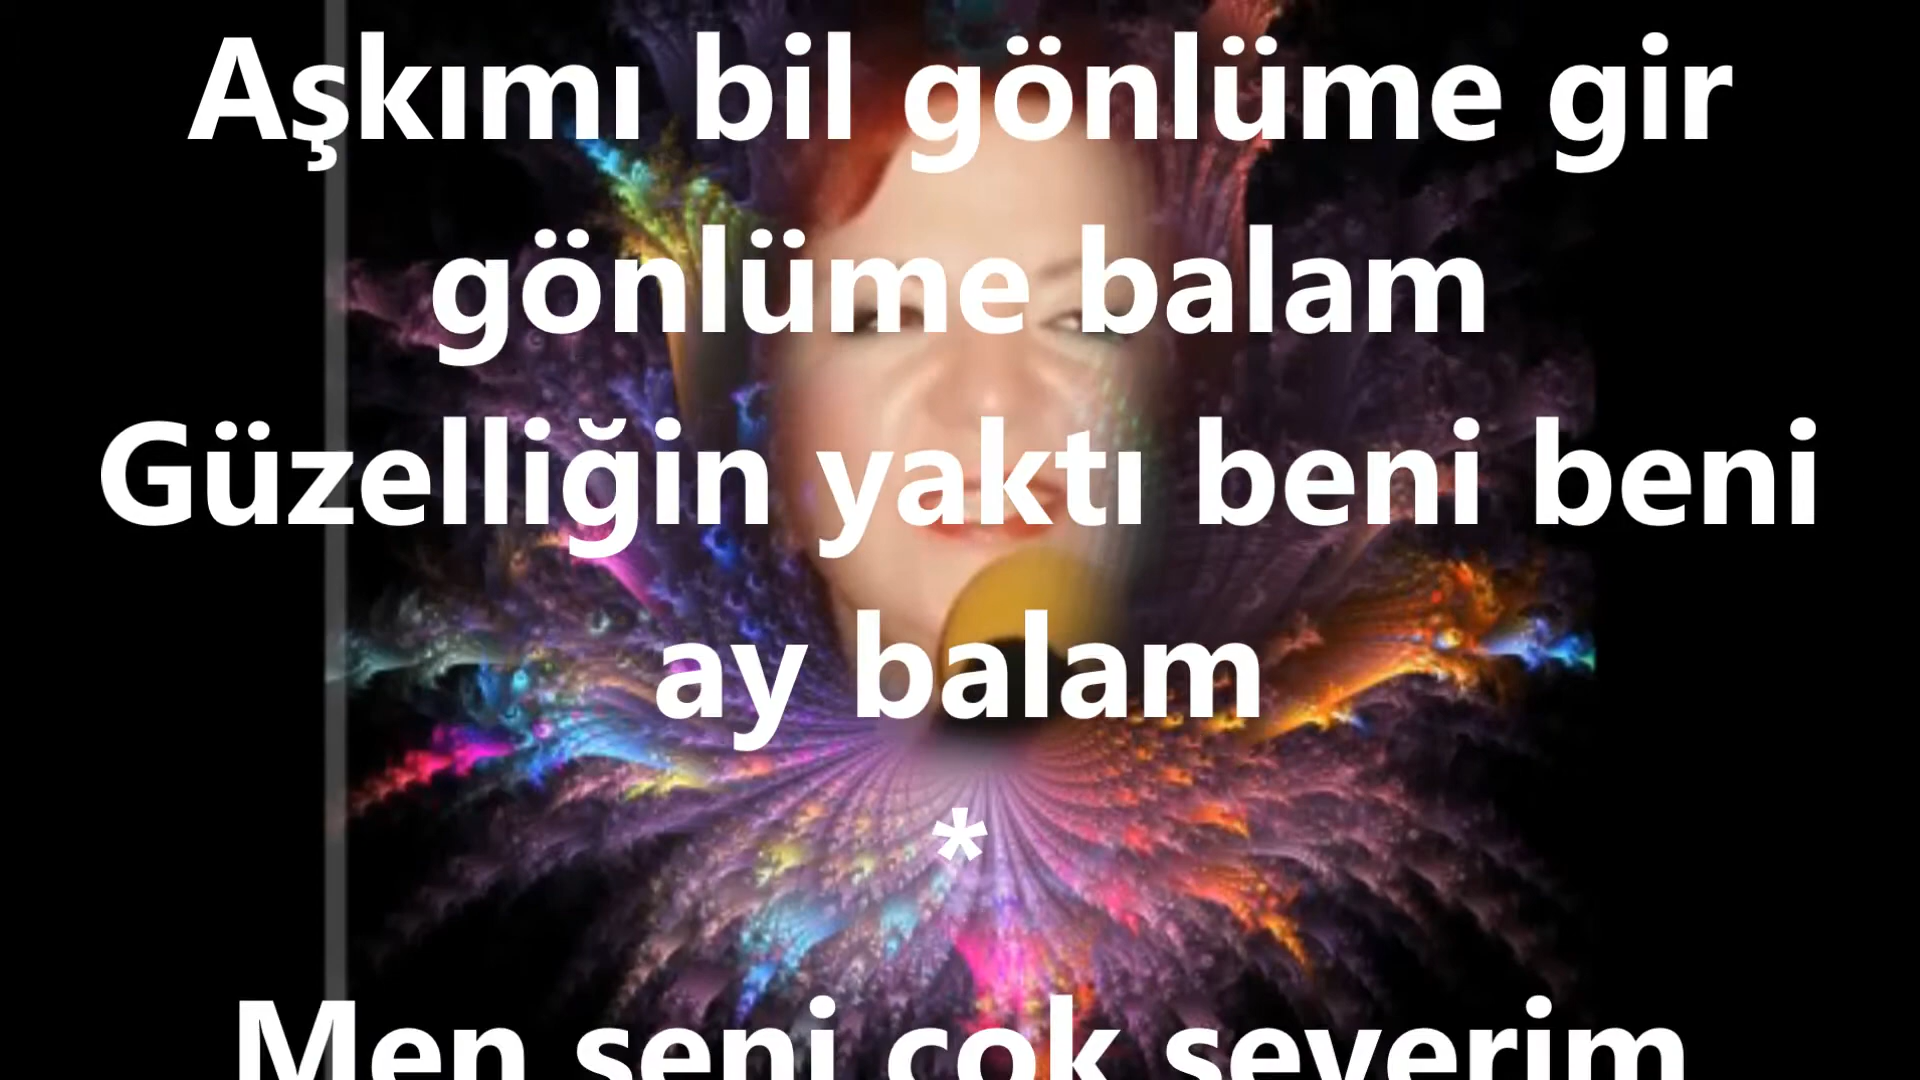 Aşkımı bil gönlüme gir
gönlüme balam
Güzelliğin yaktı beni beni
ay balam
*
Men seni çok severim